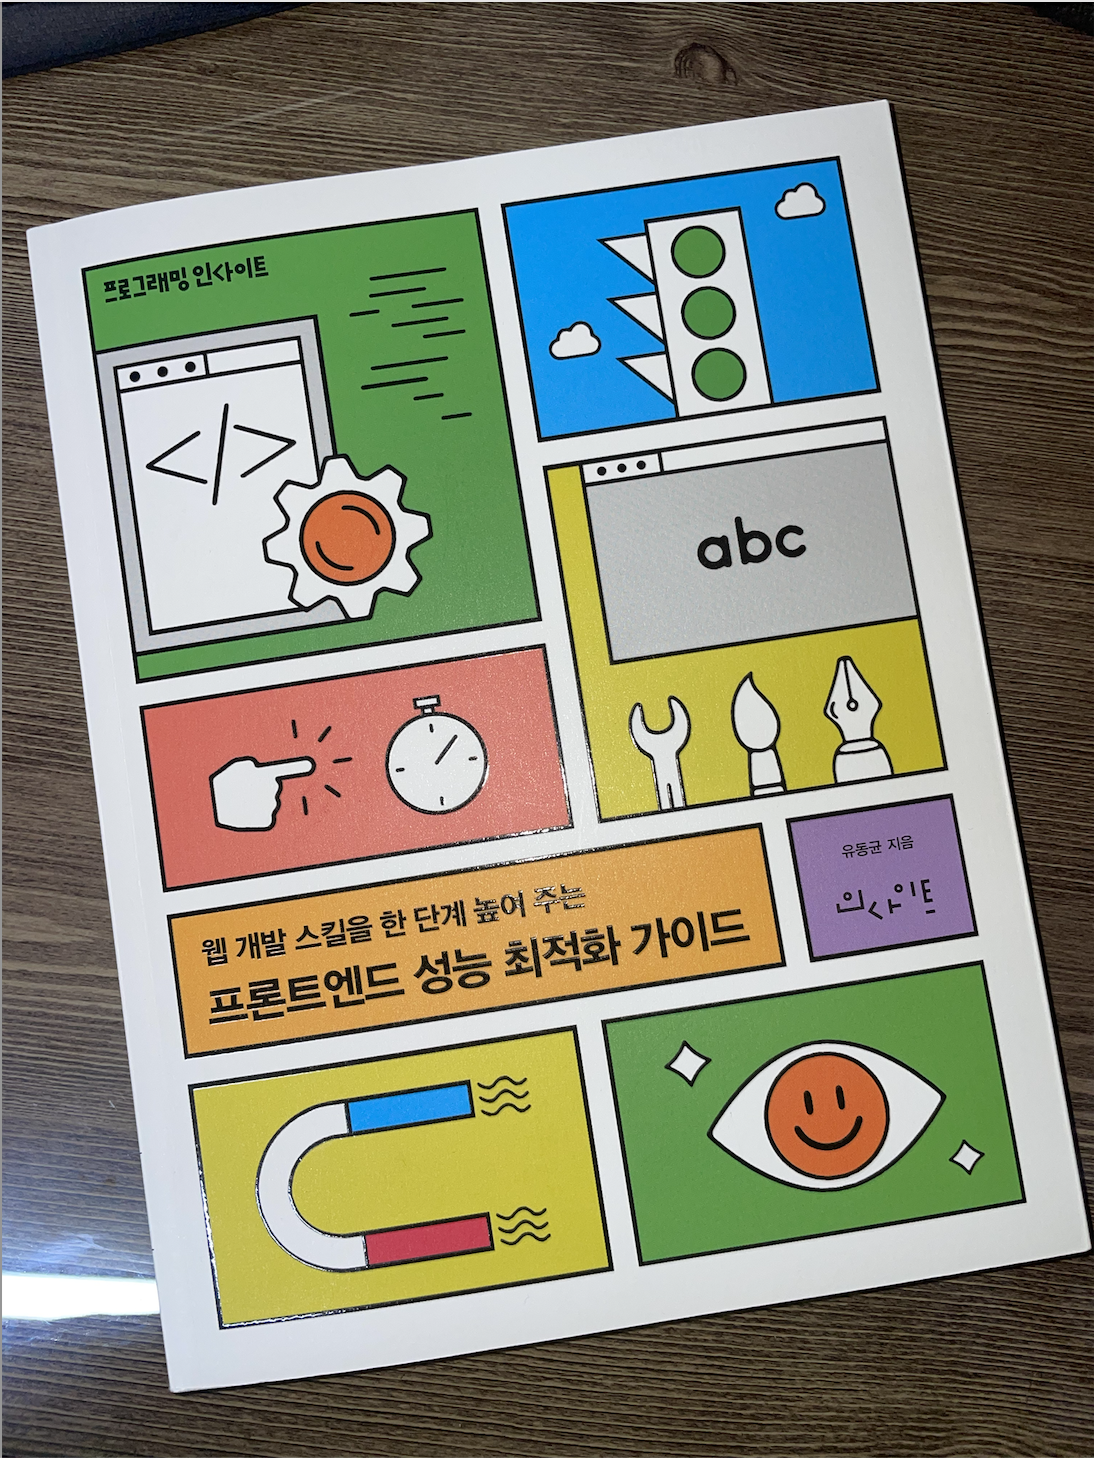 프로그래밍 인사이트
</>
abc
유동균 지음
인사이트
웹 개발 스킬을 한 단계 높여 주는
프론트엔드 성능 최적화 가이드